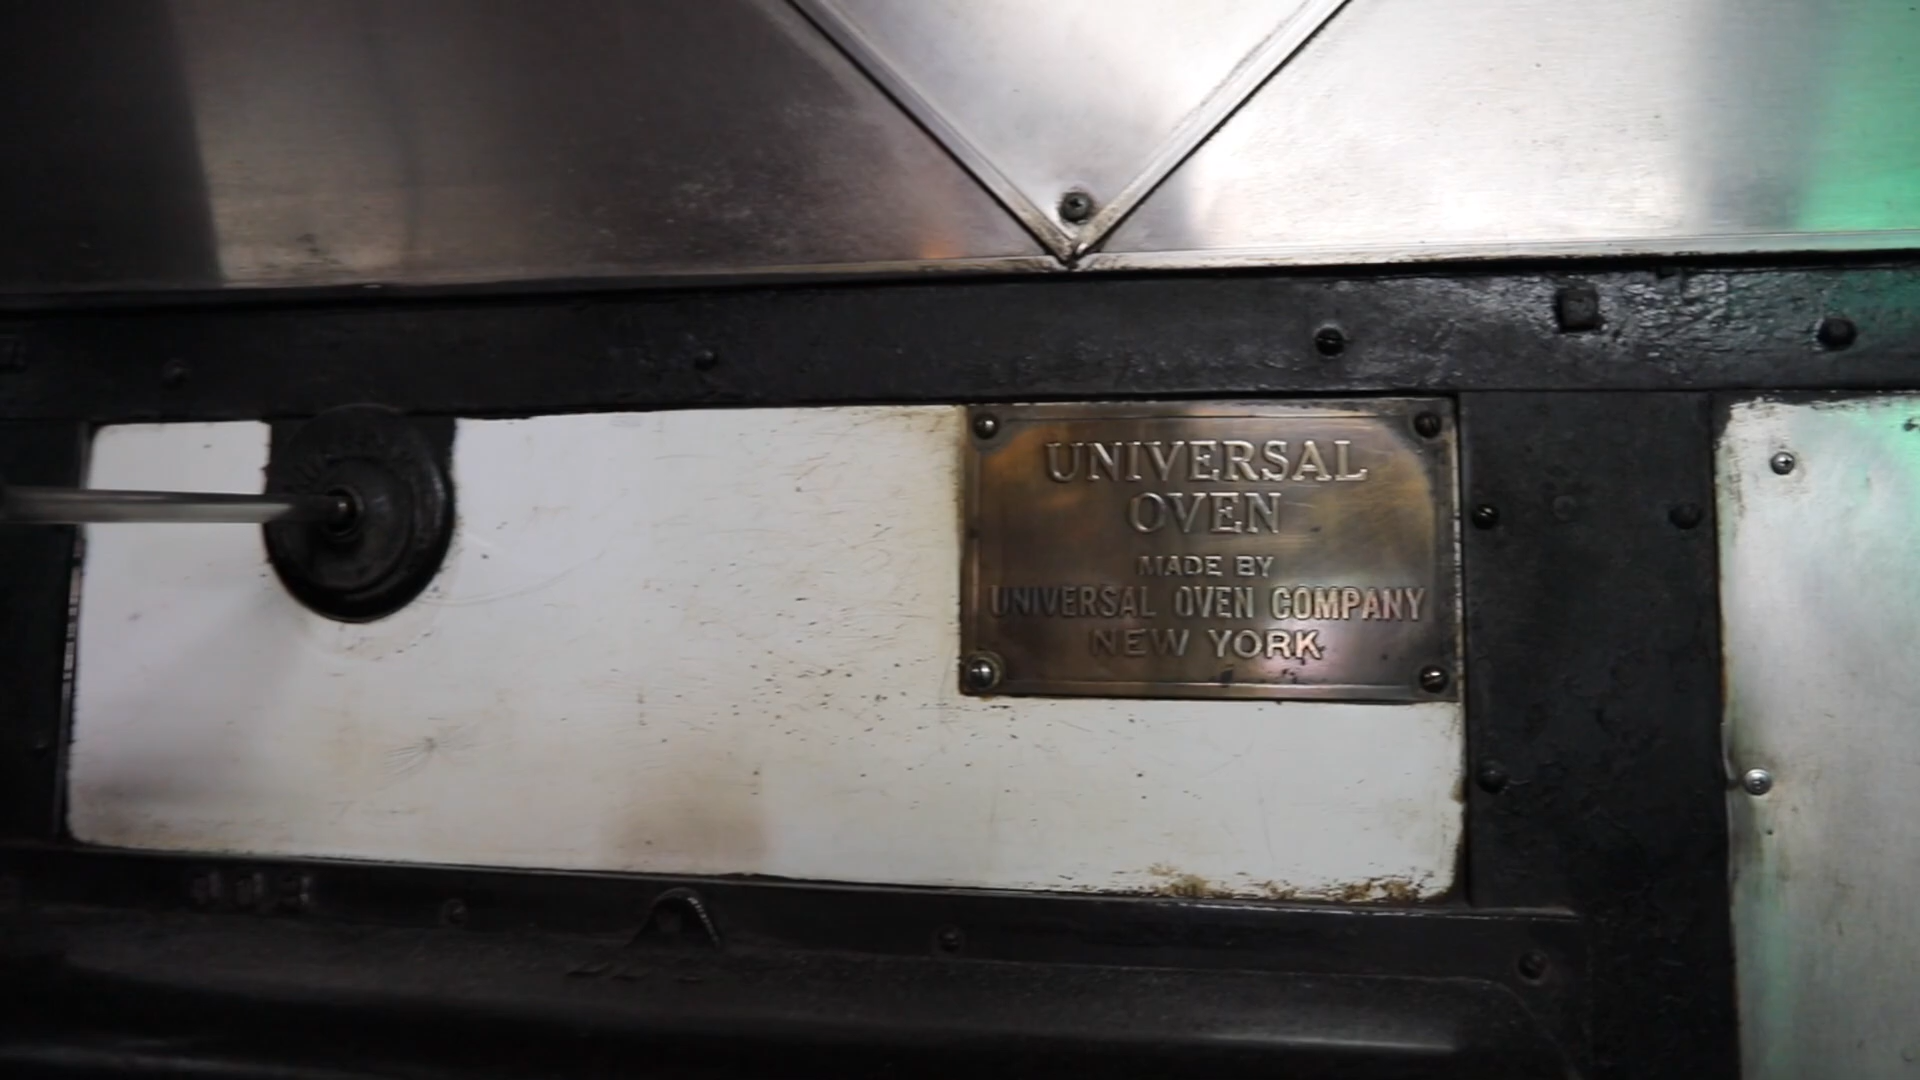 UNIVERSAL
OVEN
MADE BY
UNIVERSAL OVEN COMPANY
NEW YORK